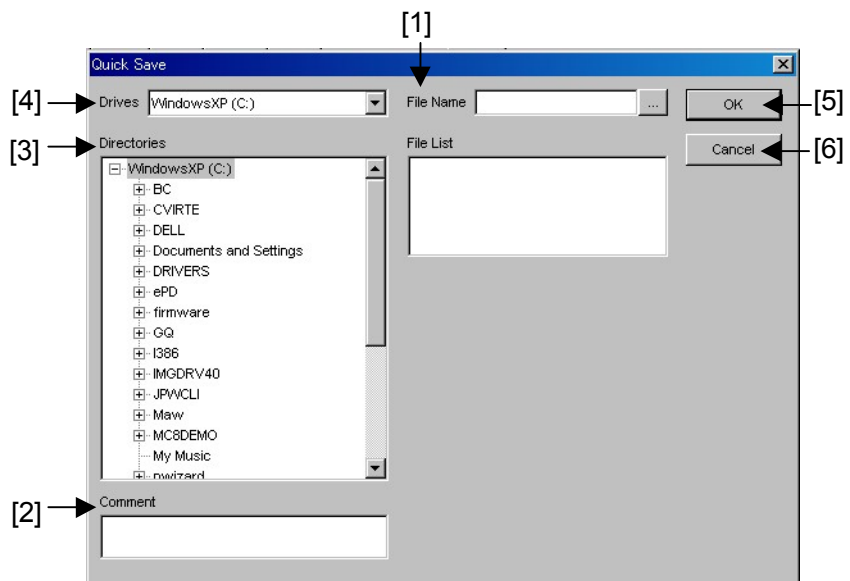 [1]
Quick Save
[4] Drives WindowsXP (C:) File Name ... OK [5]
[3] Directories File List Cancel [6]
WindowsXP (C:)
BC
CVIRTE
DELL
Documents and Settings
DRIVERS
ePD
firmware
GQ
I386
IMGDRV40
JPWCLI
Maw
MC8DEMO
My Music
pwizard
[2] Comment